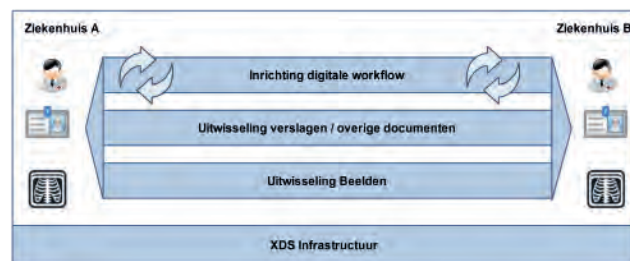 Ziekenhuis A
Ziekenhuis B
Inrichting digitale workflow
Uitwisseling verslagen / overige documenten
Uitwisseling Beelden
XDS Infrastructuur